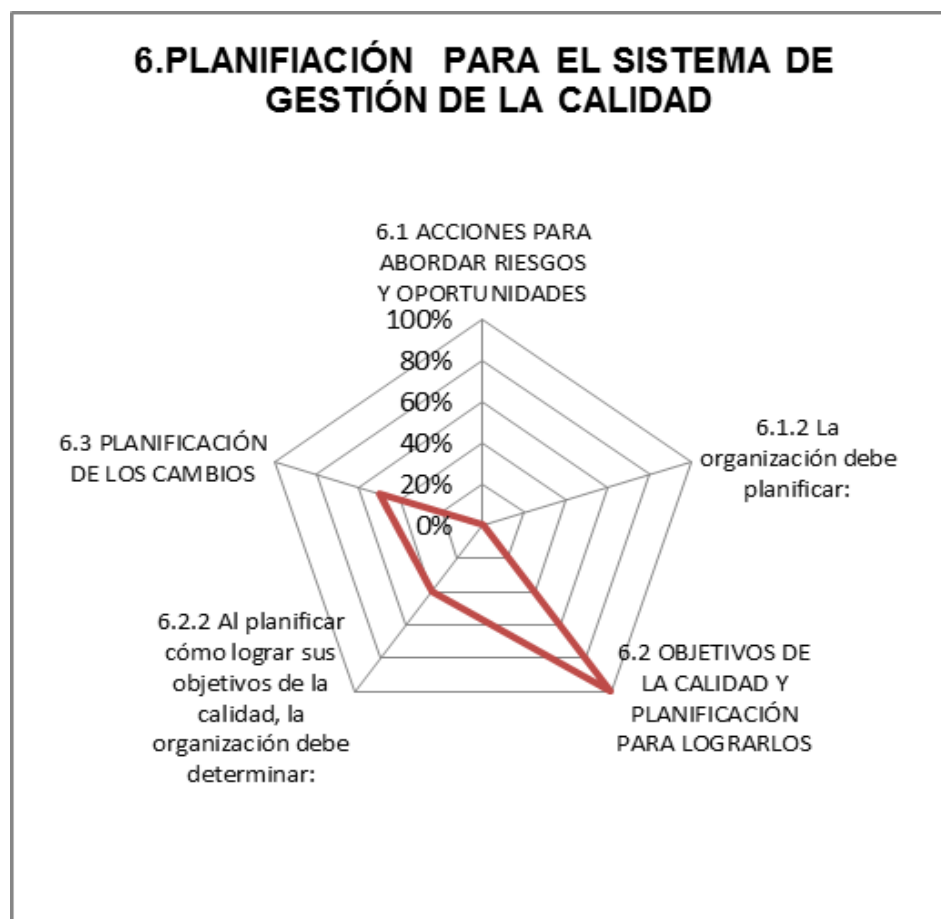 6.PLANIFIACIÓN PARA EL SISTEMA DE
GESTIÓN DE LA CALIDAD
6.1 ACCIONES PARA
ABORDAR RIESGOS
Y OPORTUNIDADES
100%
80%
60%
40%
20%
0%
6.1.2 La
organización debe
planificar:
6.2 OBJETIVOS DE
LA CALIDAD Y
PLANIFICACIÓN
PARA LOGRARLOS
6.2.2 Al planificar
cómo lograr sus
objetivos de la
calidad, la
organización debe
determinar:
6.3 PLANIFICACIÓN
DE LOS CAMBIOS